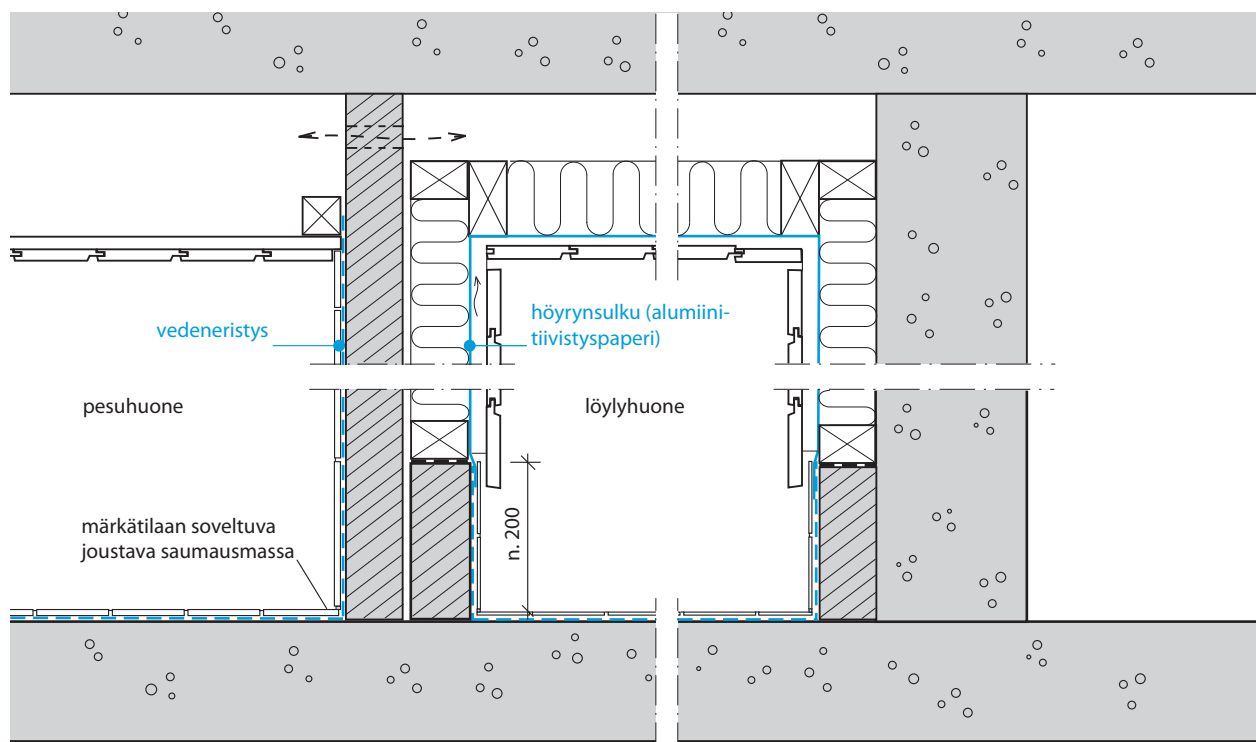 vedeneristys
höyrynsulku (alumiini-
tiivistyspaperi)
pesuhuone
löylyhuone
märkätilaan soveltuva
joustava saumausmassa
n. 200